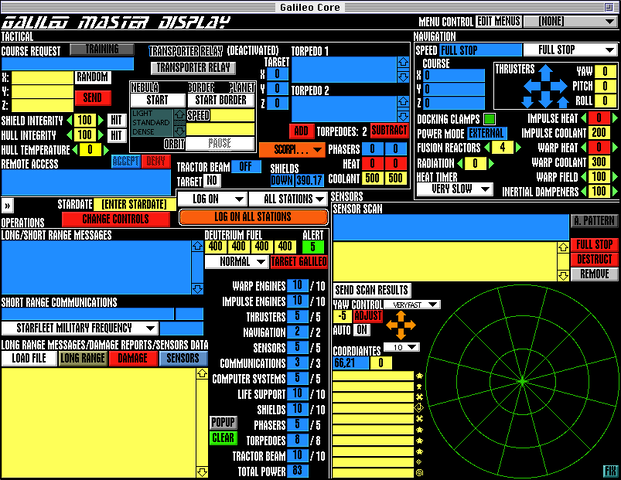 Galileo Core
GALILEO MASTER DISPLAY
MENU CONTROL EDIT MENUS [NONE]
TACTICAL
COURSE REQUEST TRAINING
X:
Y:
Z:
RANDOM
SEND
SHIELD INTEGRITY 100 HIT
HULL INTEGRITY 100 HIT
HULL TEMPERATURE 0
REMOTE ACCESS ACCEPT DENY
» STARDATE [ENTER STARDATE]
OPERATIONS CHANGE CONTROLS
TRANSPORTER RELAY (DEACTIVATED)
TRANSPORTER RELAY
NEBULA BORDER PLANET
START START BORDER
LIGHT
STANDARD
DENSE
SPEED
ORBIT PAUSE
TARGET
X 0
Y 0
Z 0
TORPEDO 1
TORPEDO 2
ADD TORPEDOES: 2 SUBTRACT
SCORPI...
PHASERS 0 0
HEAT 0 0
COOLANT 500 500
TRACTOR BEAM OFF
TARGET NO
SHIELDS
DOWN 390.17
LOG ON ALL STATIONS
LOG ON ALL STATIONS
NAVIGATION
SPEED FULL STOP FULL STOP
COURSE
X 0
Y 0
Z 0
THRUSTERS
YAW 0
PITCH 0
ROLL 0
DOCKING CLAMPS
POWER MODE EXTERNAL
FUSION REACTORS 4
RADIATION 0
HEAT TIMER
VERY SLOW
IMPULSE HEAT 0
IMPULSE COOLANT 200
WARP HEAT 0
WARP COOLANT 300
WARP FIELD 100
INERTIAL DAMPENERS 100
LONG/SHORT RANGE MESSAGES
SHORT RANGE COMMUNICATIONS
STARFLEET MILITARY FREQUENCY
LONG RANGE MESSAGES/DAMAGE REPORTS/SENSORS DATA
LOAD FILE LONG RANGE DAMAGE SENSORS
DEUTERIUM FUEL ALERT
400 400 400 400 5
NORMAL TARGET GALILEO
WARP ENGINES 10 / 10
IMPULSE ENGINES 10 / 10
THRUSTERS 5 / 5
NAVIGATION 2 / 2
SENSORS 5 / 5
COMMUNICATIONS 3 / 3
COMPUTER SYSTEMS 5 / 5
LIFE SUPPORT 10 / 10
SHIELDS 10 / 10
PHASERS 5 / 5
TORPEDOES 8 / 8
TRACTOR BEAM 10 / 10
TOTAL POWER 83
POPUP
CLEAR
SENSORS
SENSOR SCAN
A. PATTERN
FULL STOP
DESTRUCT
REMOVE
SEND SCAN RESULTS
YAW CONTROL VERY FAST
-5 ADJUST
AUTO ON
10
COORDIANTES
66,21 0
FIX